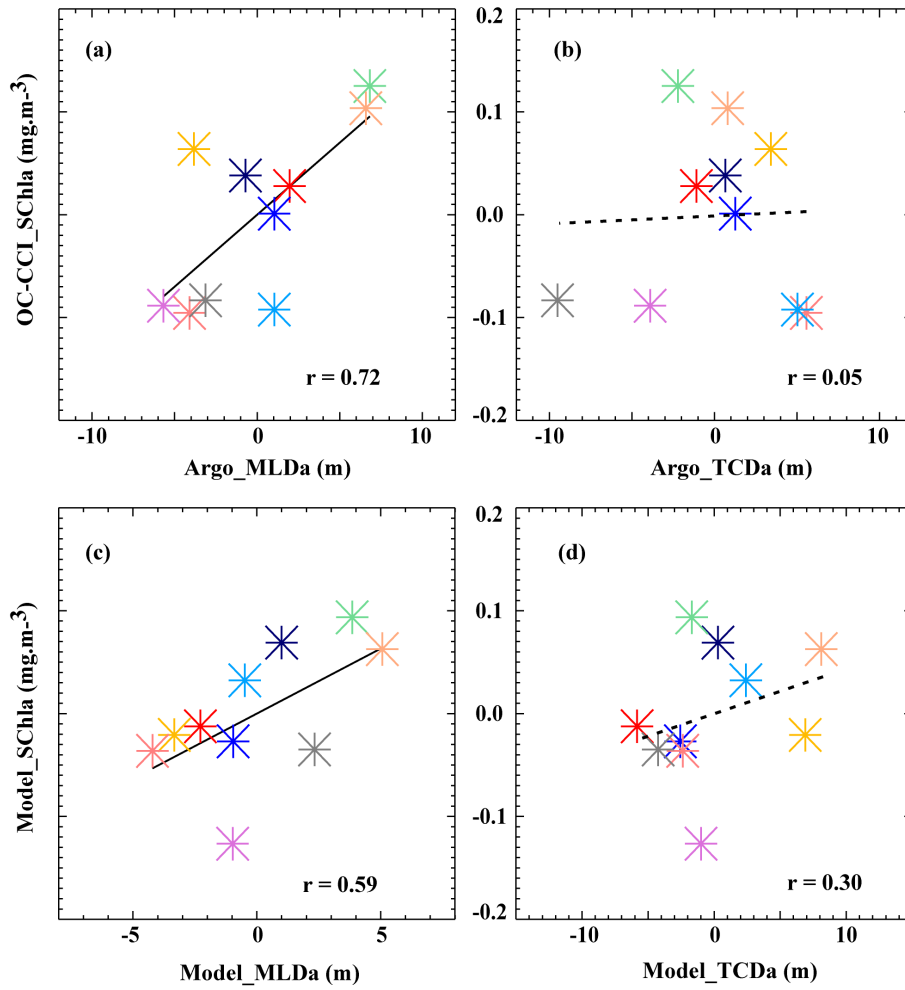 (a)
(b)
0.2
0.1
0.0
-0.1
-0.2
OC-CCI_SChla (mg.m-3)
r = 0.72
r = 0.05
-10 0 10
-10 0 10
Argo_MLDa (m)
Argo_TCDa (m)
(c)
(d)
0.2
0.1
0.0
-0.1
-0.2
Model_SChla (mg.m-3)
r = 0.59
r = 0.30
-5 0 5
-10 0 10
Model_MLDa (m)
Model_TCDa (m)